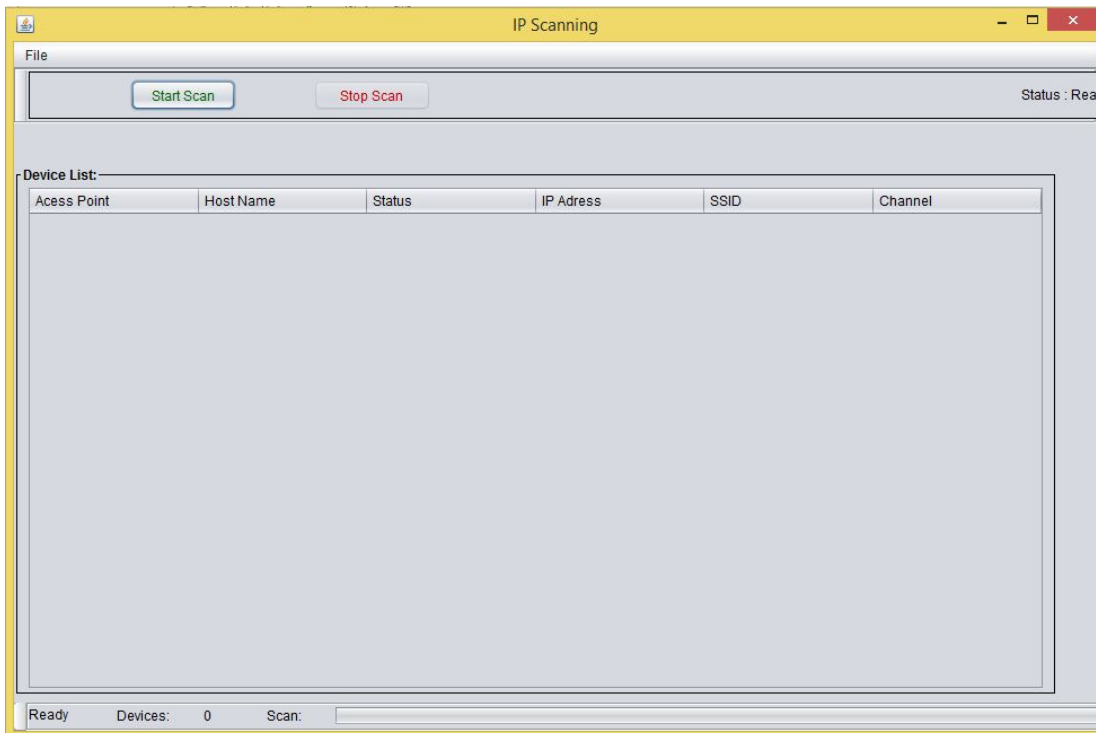 IP Scanning
File
Start Scan Stop Scan Status : Rea
Device List:
Acess Point Host Name Status IP Adress SSID Channel
Ready Devices: 0 Scan: